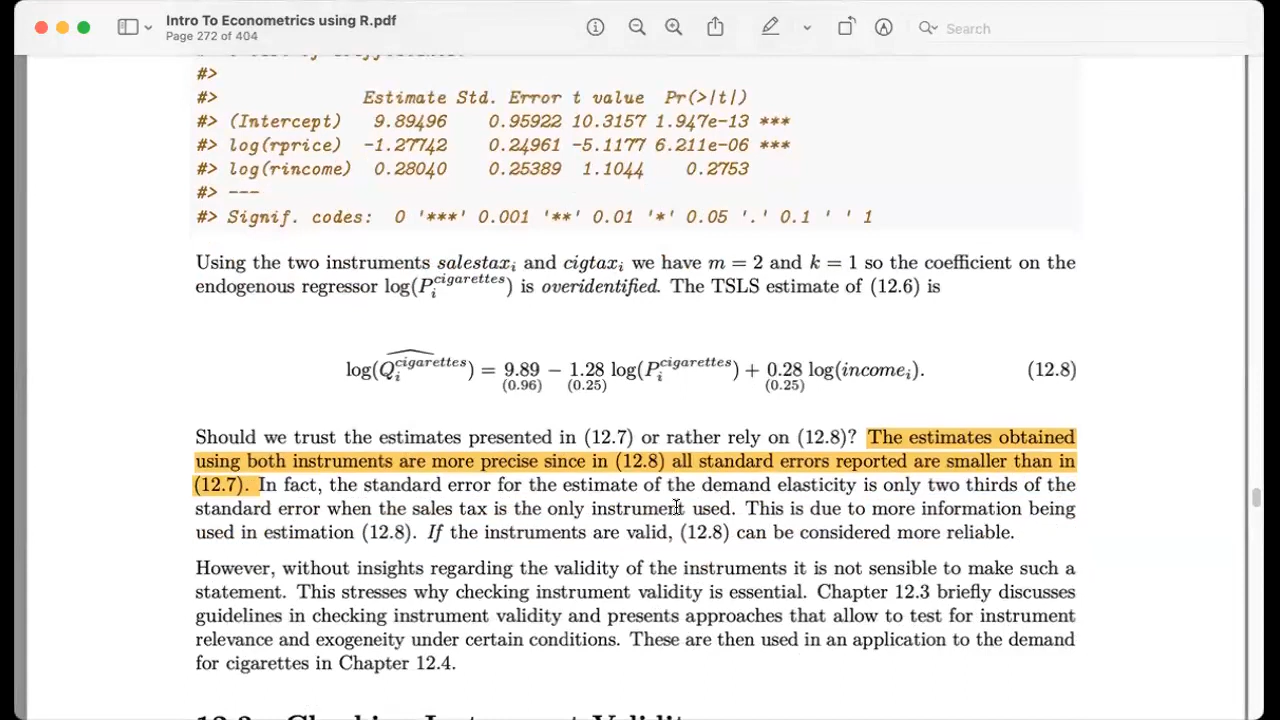 Intro To Econometrics using R.pdf
Page 272 of 404
Search
#>
#> Estimate Std. Error t value Pr(>|t|)
#> (Intercept) 9.89496 0.95922 10.3157 1.947e-13 ***
#> log(rprice) -1.27742 0.24961 -5.1177 6.211e-06 ***
#> log(rincome) 0.28040 0.25389 1.1044 0.2753
#> ---
#> Signif. codes: 0 '***' 0.001 '**' 0.01 '*' 0.05 '.' 0.1 ' ' 1
Using the two instruments salestax_i and cigtax_i we have m = 2 and k = 1 so the coefficient on the
endogenous regressor log(P_i^cigarettes) is overidentified. The TSLS estimate of (12.6) is
log(Q_i^cigarettes) = 9.89 − 1.28 log(P_i^cigarettes) + 0.28 log(income_i). (12.8)
(0.96) (0.25) (0.25)
Should we trust the estimates presented in (12.7) or rather rely on (12.8)? The estimates obtained
using both instruments are more precise since in (12.8) all standard errors reported are smaller than in
(12.7). In fact, the standard error for the estimate of the demand elasticity is only two thirds of the
standard error when the sales tax is the only instrument used. This is due to more information being
used in estimation (12.8). If the instruments are valid, (12.8) can be considered more reliable.
However, without insights regarding the validity of the instruments it is not sensible to make such a
statement. This stresses why checking instrument validity is essential. Chapter 12.3 briefly discusses
guidelines in checking instrument validity and presents approaches that allow to test for instrument
relevance and exogeneity under certain conditions. These are then used in an application to the demand
for cigarettes in Chapter 12.4.
12.3 Checking Instrument Validity